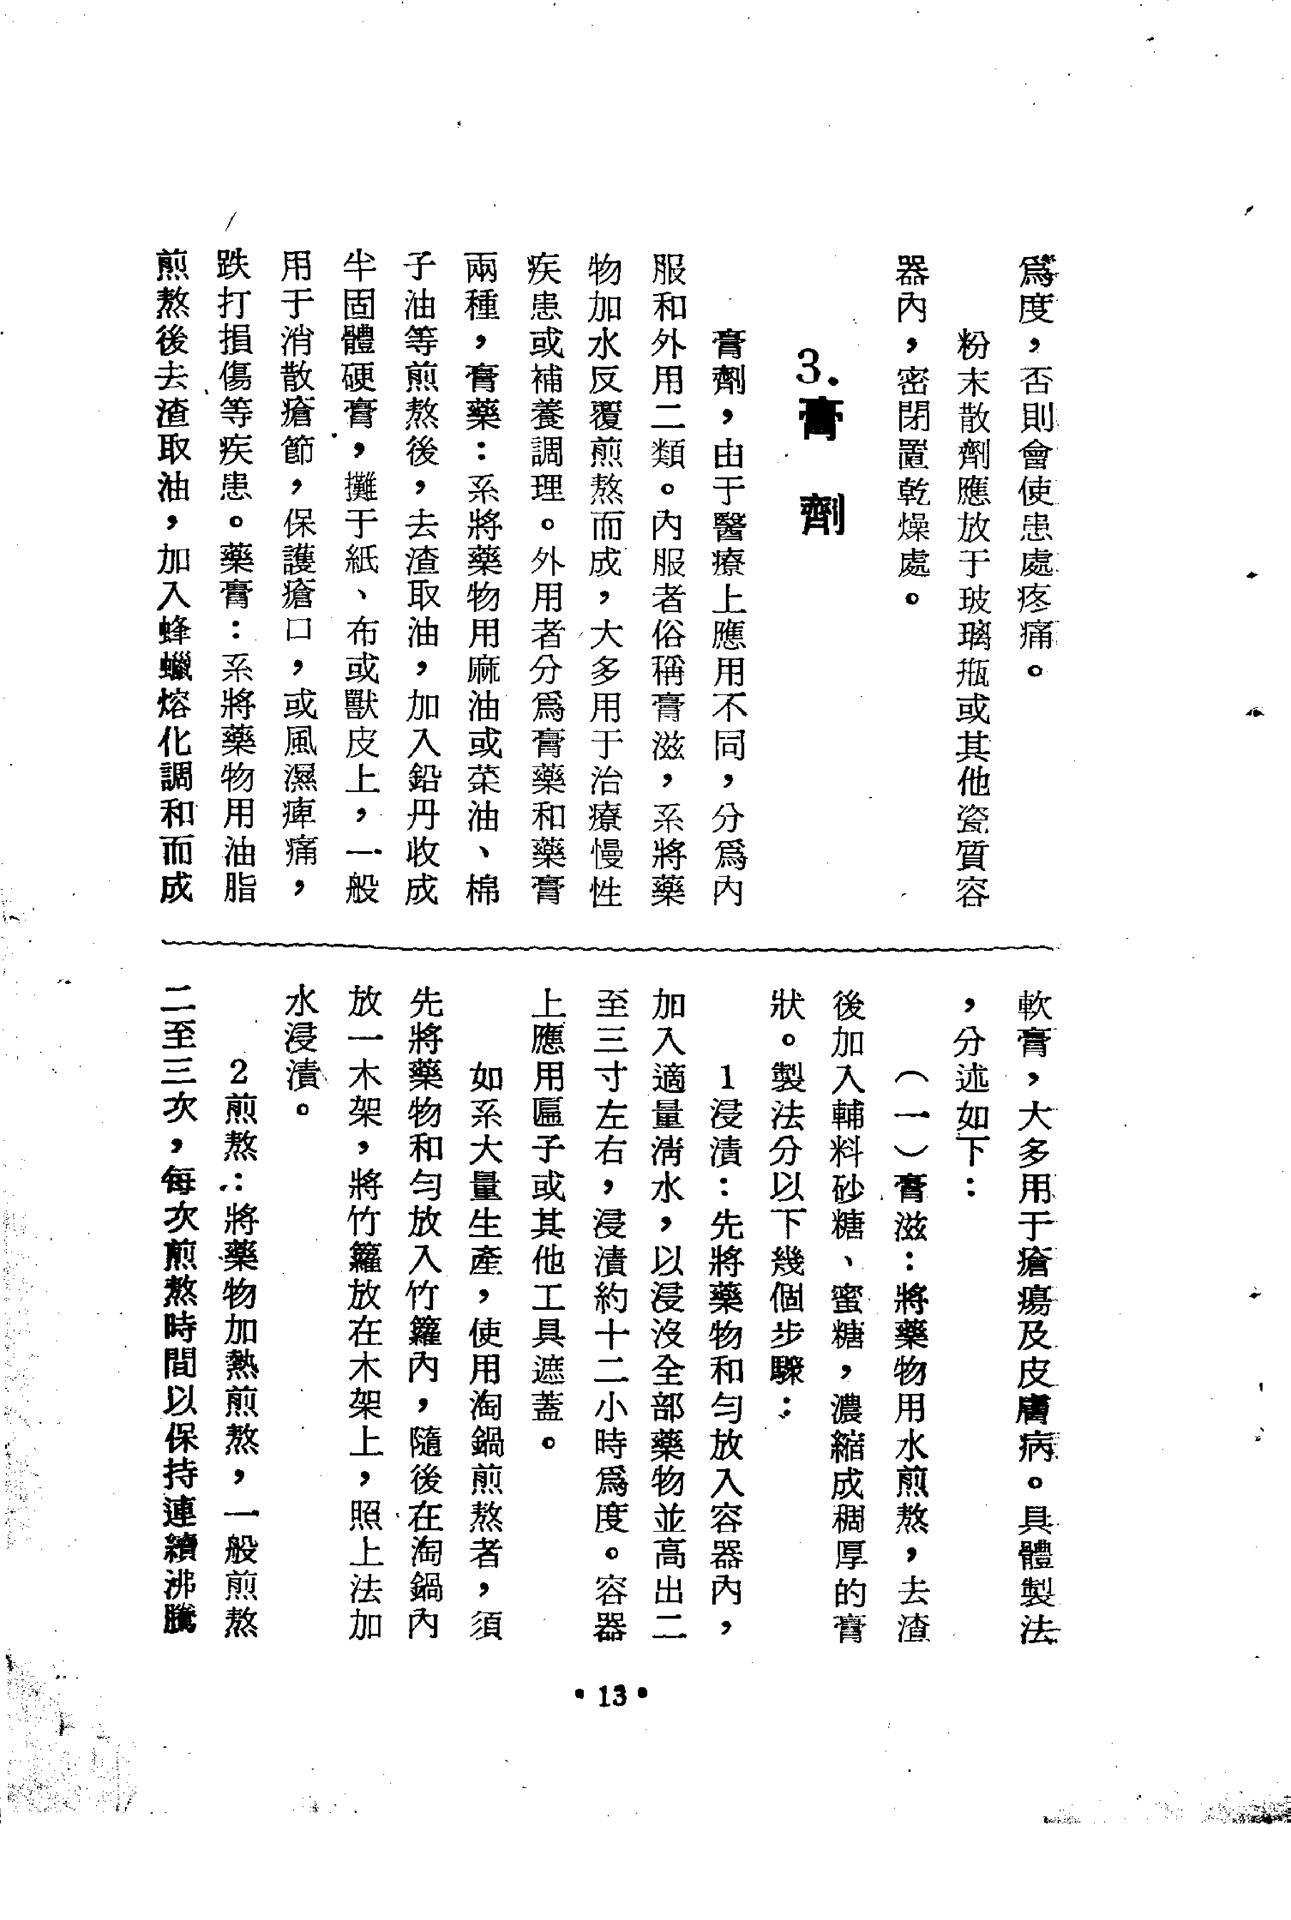 爲度，否則會使患處疼痛。
粉末散劑應放于玻璃瓶或其他瓷質容
器內，密閉置乾燥處。
3.膏 劑
膏劑，由于醫療上應用不同，分爲內
服和外用二類。內服者俗稱膏滋，系將藥
物加水反覆煎熬而成，大多用于治療慢性
疾患或補養調理。外用者分爲膏藥和藥膏
兩種，膏藥：系將藥物用麻油或菜油、棉
子油等煎熬後，去渣取油，加入鉛丹收成
半固體硬膏，攤于紙、布或獸皮上，一般
用于消散瘡節，保護瘡口，或風濕痺痛，
跌打損傷等疾患。藥膏：系將藥物用油脂
煎熬後去渣取油，加入蜂蠟熔化調和而成
軟膏，大多用于瘡瘍及皮膚病。具體製法
，分述如下：
（一）膏滋：將藥物用水煎熬，去渣
後加入輔料砂糖、蜜糖，濃縮成稠厚的膏
狀。製法分以下幾個步驟：
1浸漬：先將藥物和勻放入容器內，
加入適量清水，以浸沒全部藥物並高出二
至三寸左右，浸漬約十二小時爲度。容器
上應用匾子或其他工具遮蓋。
如系大量生產，使用淘鍋煎熬者，須
先將藥物和勻放入竹籮內，隨後在淘鍋內
放一木架，將竹籮放在木架上，照上法加
水浸漬。
2煎熬：將藥物加熱煎熬，一般煎熬
二至三次，每次煎熬時間以保持連續沸騰
•13•